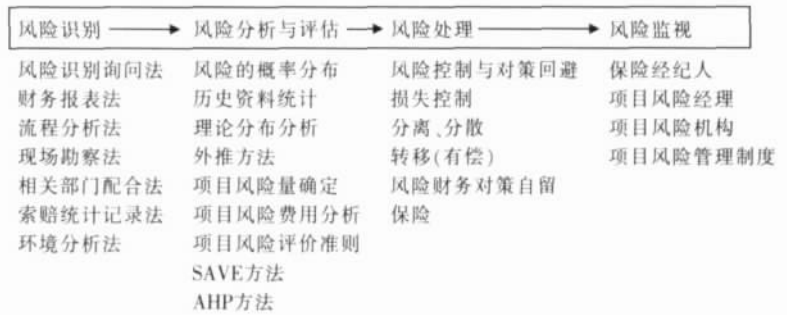 风险识别 → 风险分析与评估 → 风险处理 → 风险监视
风险识别询问法 风险的概率分布 风险控制与对策回避 保险经纪人
财务报表法 历史资料统计 损失控制 项目风险经理
流程分析法 理论分布分析 分离、分散 项目风险机构
现场勘察法 外推方法 转移(有偿) 项目风险管理制度
相关部门配合法 项目风险量确定 风险财务对策自留
索赔统计记录法 项目风险费用分析 保险
环境分析法 项目风险评价准则
SAVE方法
AHP方法